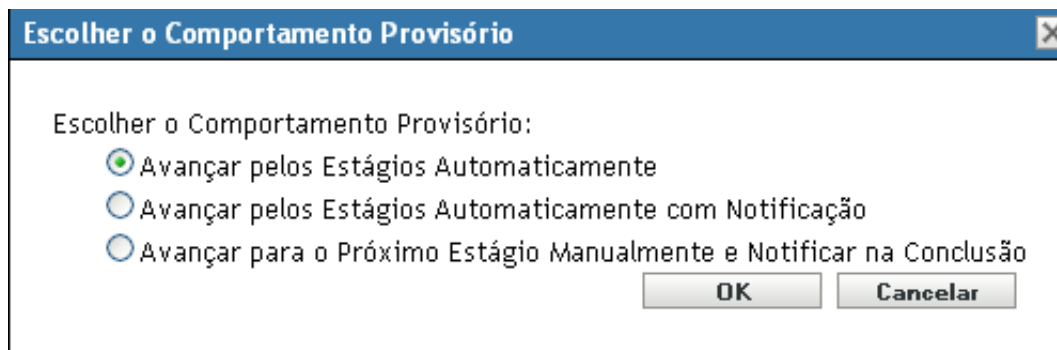 Escolher o Comportamento Provisório
Escolher o Comportamento Provisório:
Avançar pelos Estágios Automaticamente
Avançar pelos Estágios Automaticamente com Notificação
Avançar para o Próximo Estágio Manualmente e Notificar na Conclusão
OK Cancelar